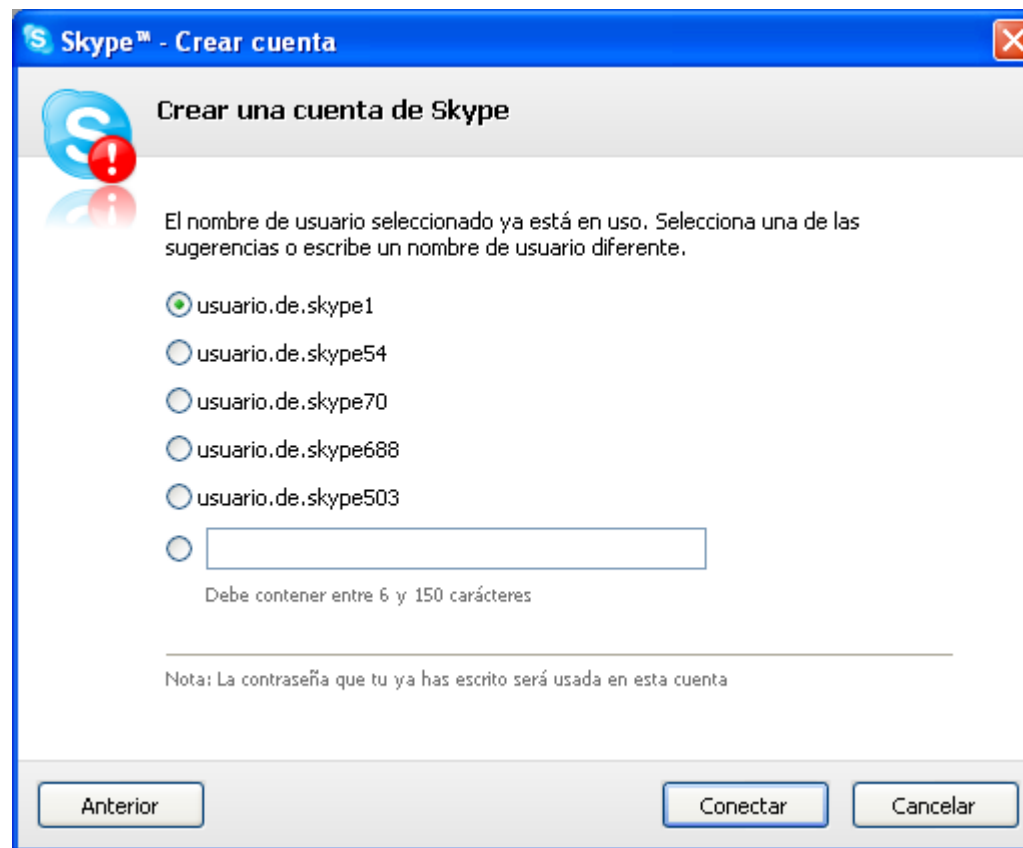 Skype™ - Crear cuenta
Crear una cuenta de Skype
El nombre de usuario seleccionado ya está en uso. Selecciona una de las
sugerencias o escribe un nombre de usuario diferente.
usuario.de.skype1
usuario.de.skype54
usuario.de.skype70
usuario.de.skype688
usuario.de.skype503
Debe contener entre 6 y 150 carácteres
Nota: La contraseña que tu ya has escrito será usada en esta cuenta
Anterior
Conectar
Cancelar